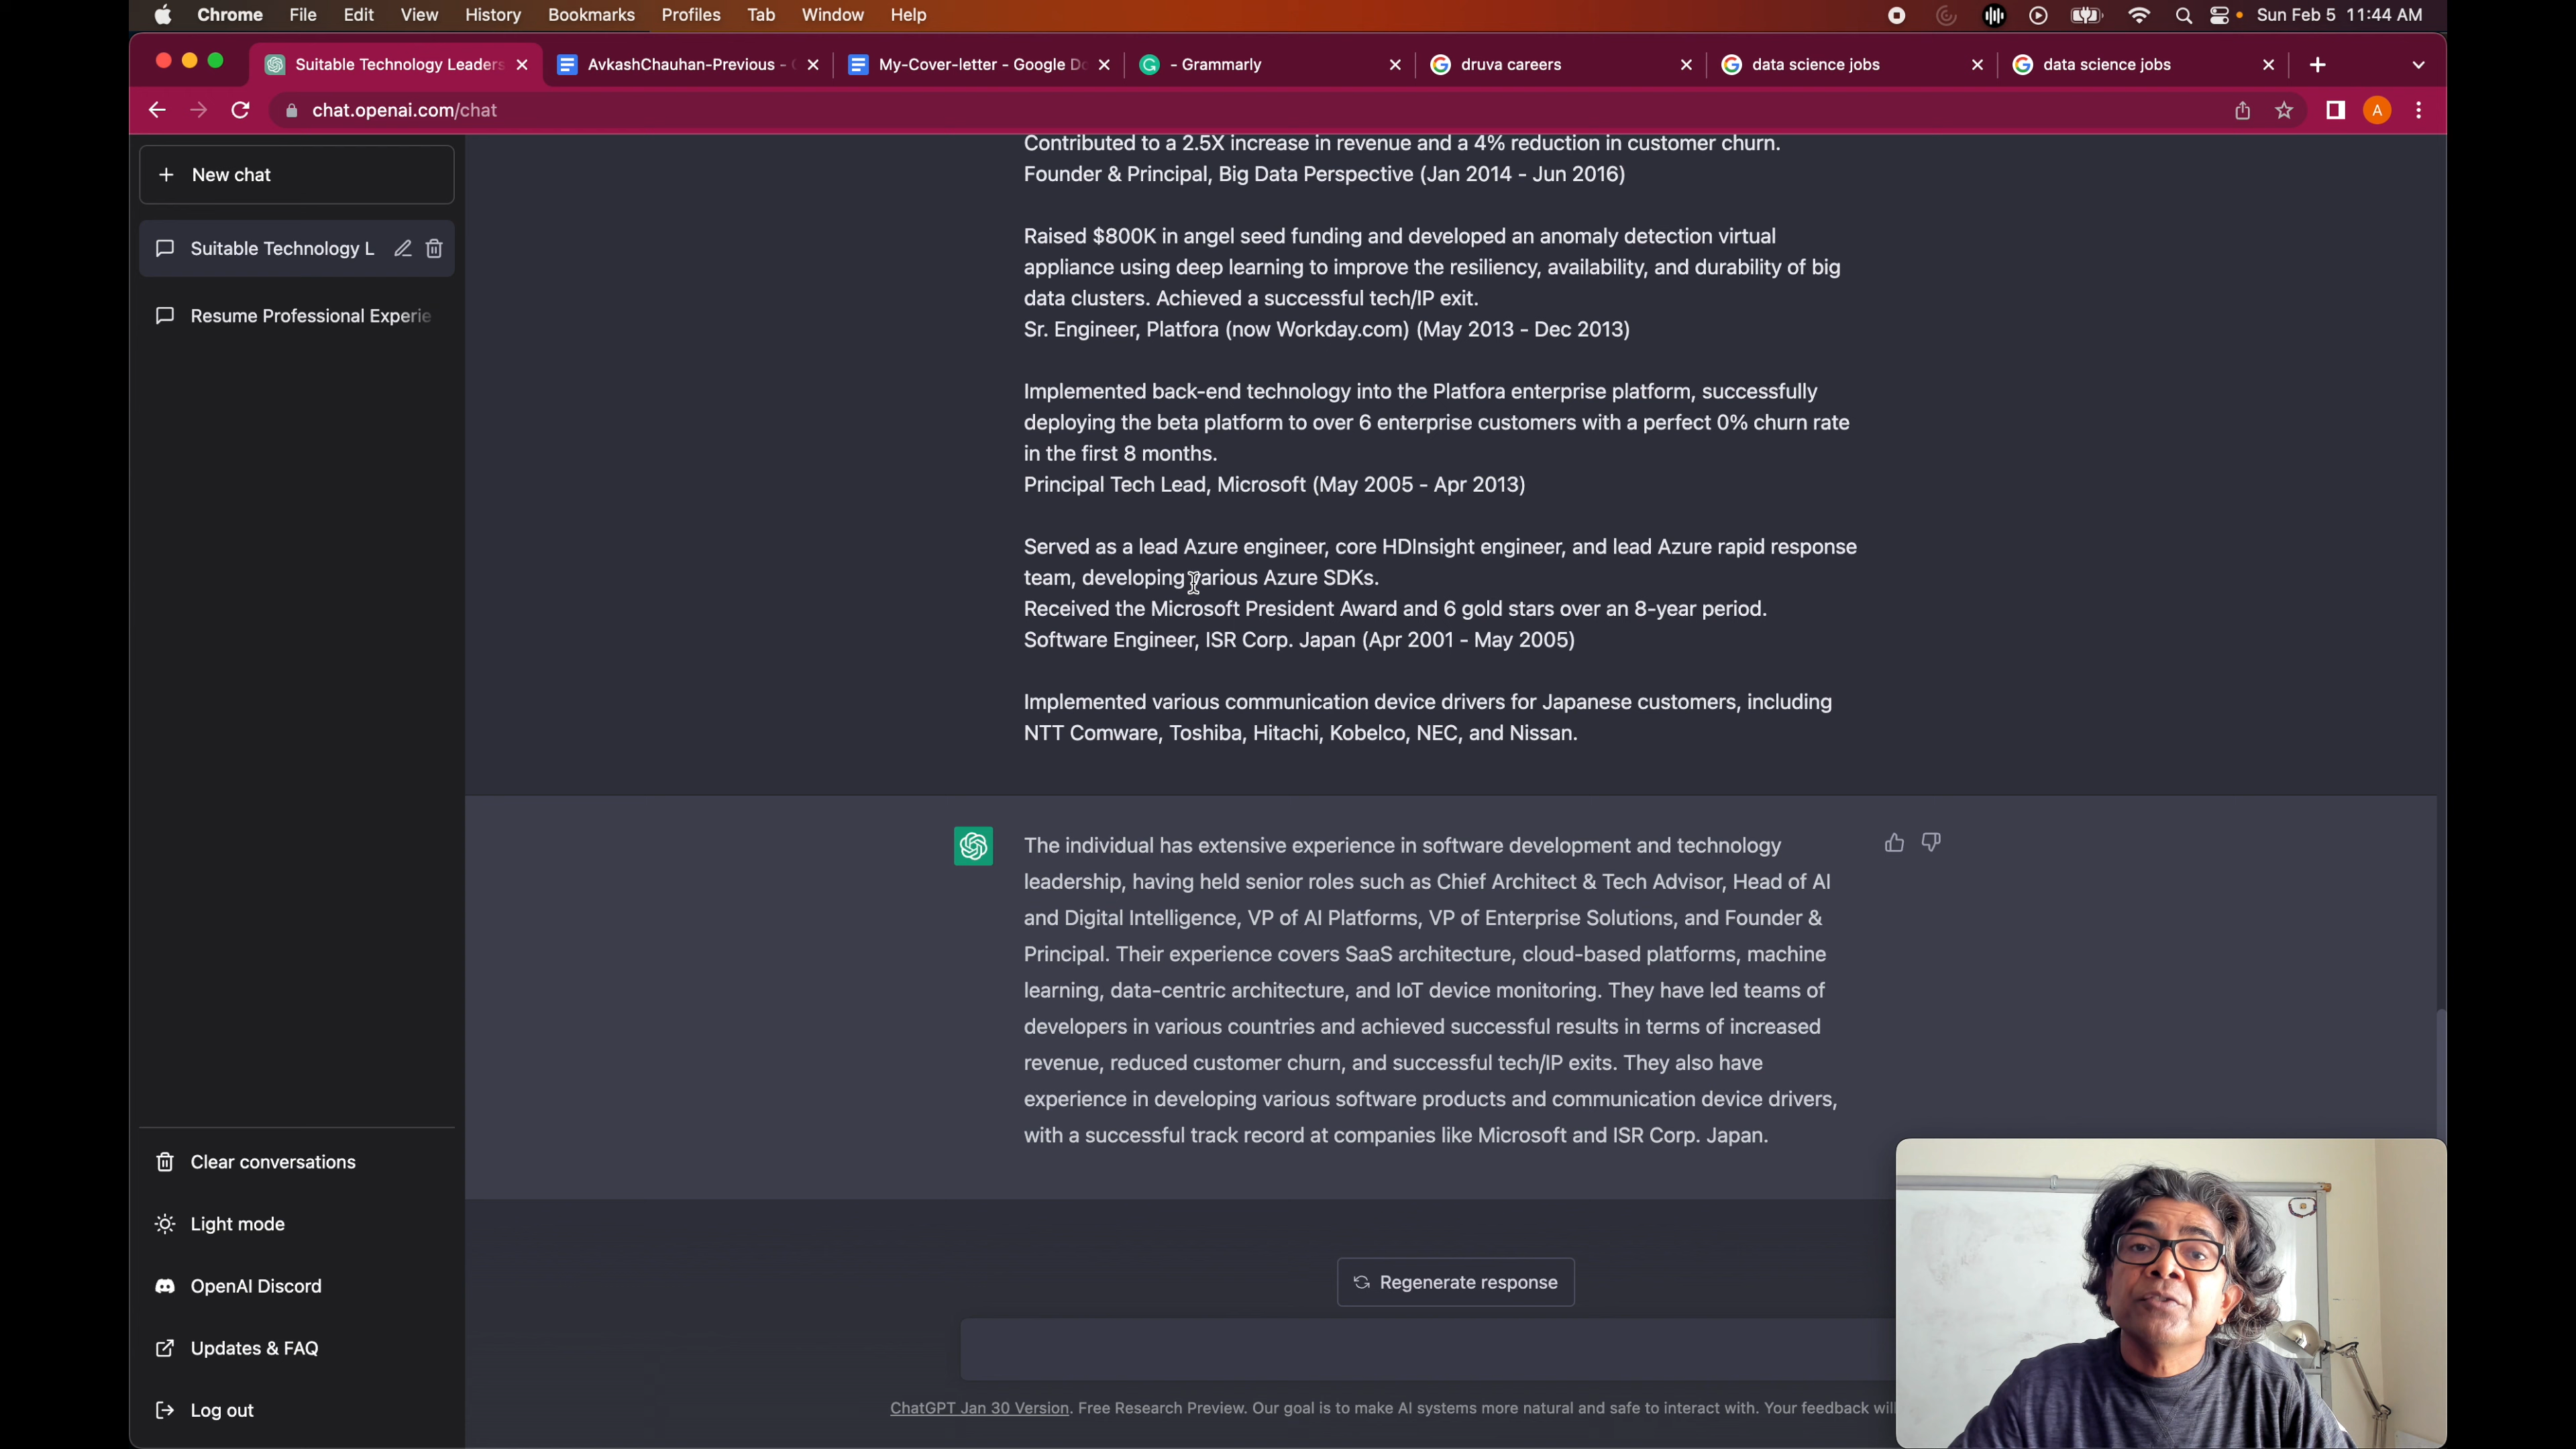 Chrome File Edit View History Bookmarks Profiles Tab Window Help Sun Feb 5 11:44 AM
Suitable Technology Leaders AvkashChauhan-Previous - My-Cover-letter - Google Do - Grammarly druva careers data science jobs data science jobs
chat.openai.com/chat A
New chat
Suitable Technology L
Resume Professional Experie
Contributed to a 2.5X increase in revenue and a 4% reduction in customer churn.
Founder & Principal, Big Data Perspective (Jan 2014 - Jun 2016)
Raised $800K in angel seed funding and developed an anomaly detection virtual
appliance using deep learning to improve the resiliency, availability, and durability of big
data clusters. Achieved a successful tech/IP exit.
Sr. Engineer, Platfora (now Workday.com) (May 2013 - Dec 2013)
Implemented back-end technology into the Platfora enterprise platform, successfully
deploying the beta platform to over 6 enterprise customers with a perfect 0% churn rate
in the first 8 months.
Principal Tech Lead, Microsoft (May 2005 - Apr 2013)
Served as a lead Azure engineer, core HDInsight engineer, and lead Azure rapid response
team, developing various Azure SDKs.
Received the Microsoft President Award and 6 gold stars over an 8-year period.
Software Engineer, ISR Corp. Japan (Apr 2001 - May 2005)
Implemented various communication device drivers for Japanese customers, including
NTT Comware, Toshiba, Hitachi, Kobelco, NEC, and Nissan.
The individual has extensive experience in software development and technology
leadership, having held senior roles such as Chief Architect & Tech Advisor, Head of AI
and Digital Intelligence, VP of AI Platforms, VP of Enterprise Solutions, and Founder &
Principal. Their experience covers SaaS architecture, cloud-based platforms, machine
learning, data-centric architecture, and IoT device monitoring. They have led teams of
developers in various countries and achieved successful results in terms of increased
revenue, reduced customer churn, and successful tech/IP exits. They also have
experience in developing various software products and communication device drivers,
with a successful track record at companies like Microsoft and ISR Corp. Japan.
Clear conversations
Light mode
OpenAI Discord
Updates & FAQ
Log out
Regenerate response
ChatGPT Jan 30 Version. Free Research Preview. Our goal is to make AI systems more natural and safe to interact with. Your feedback wil